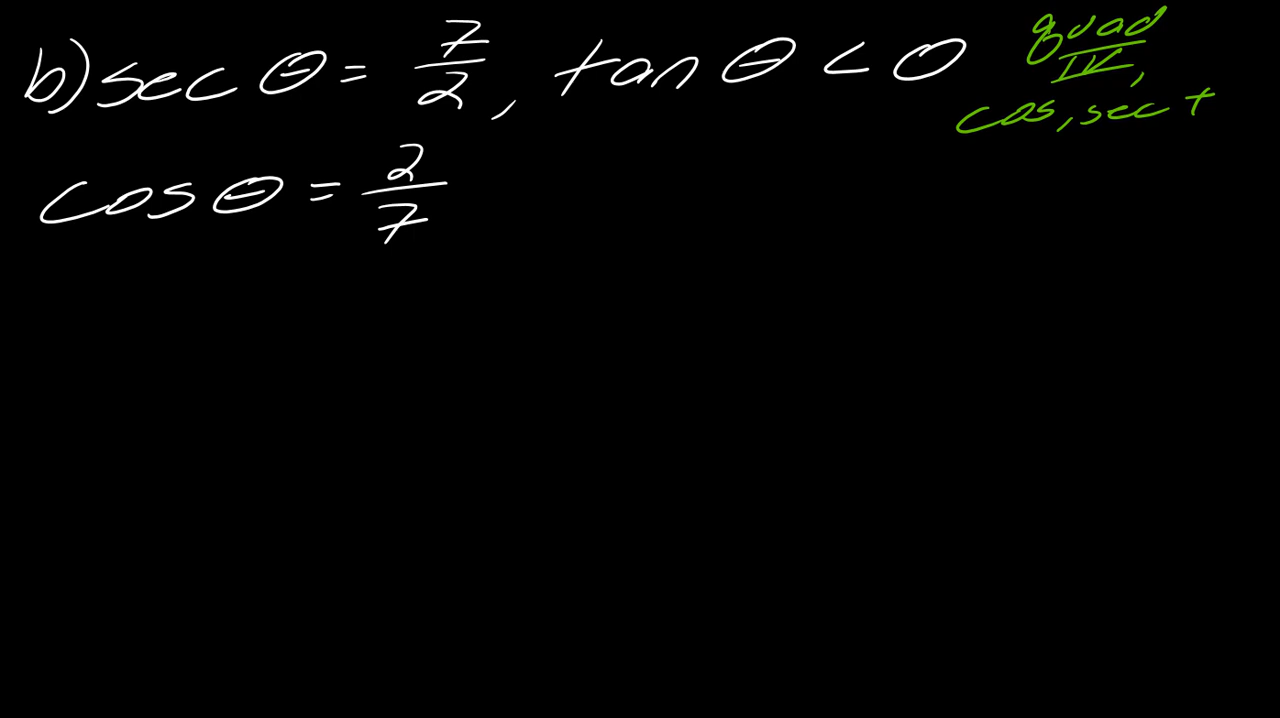 b) sec θ = 7/2, tan θ < 0
quad
IV,
cos, sec +
cos θ = 2/7